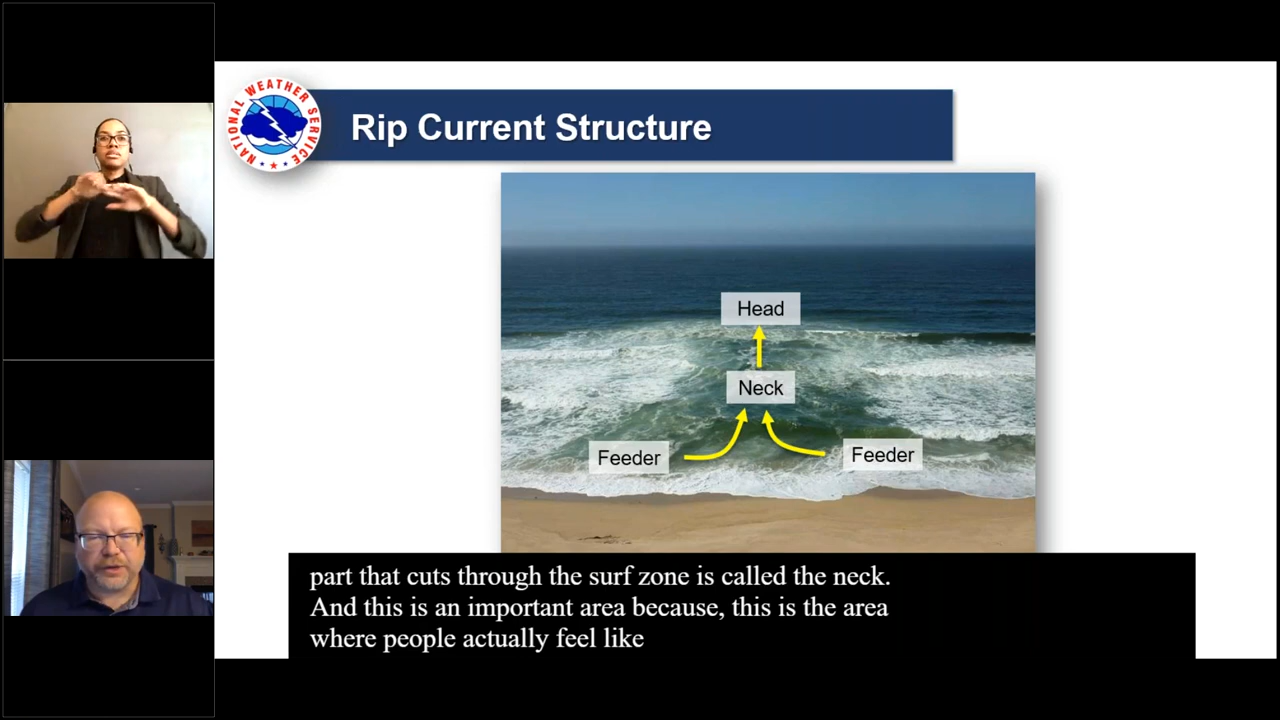 NATIONAL WEATHER SERVICE
Rip Current Structure
Head
Neck
Feeder
Feeder
part that cuts through the surf zone is called the neck.
And this is an important area because, this is the area
where people actually feel like